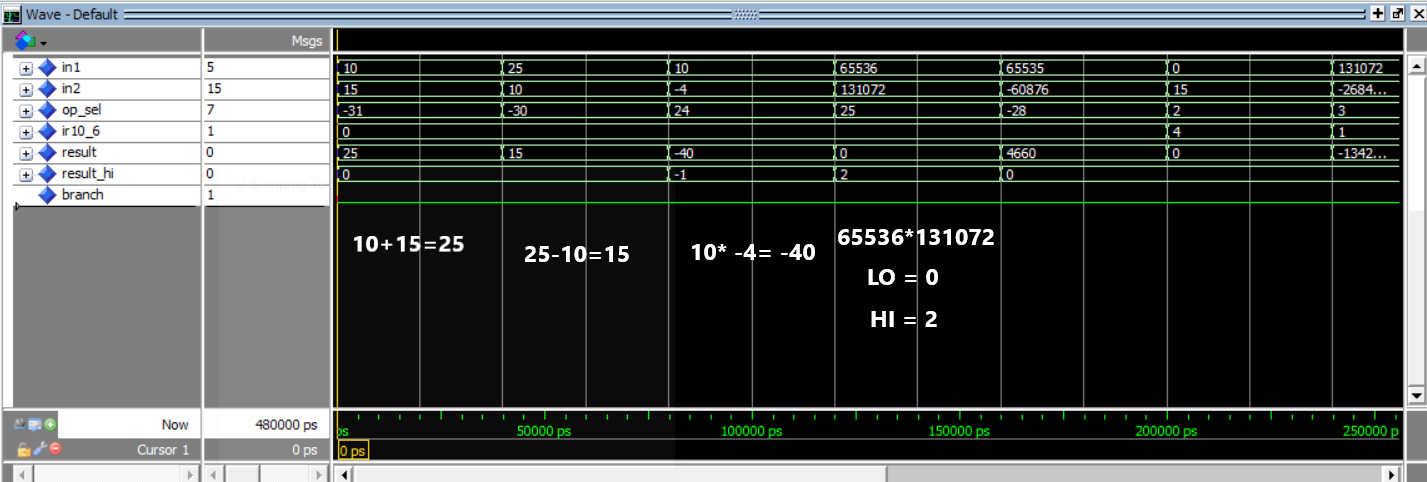 Wave - Default
Msgs
in1 5 10 25 10 65536 65535 0 131072
in2 15 15 10 -4 131072 -60876 15 -2684...
op_sel 7 -31 -30 24 25 -28 2 3
ir10_6 1 0 4 1
result 0 25 15 -40 0 4660 0 -1342...
result_hi 0 0 -1 2 0
branch 1
10+15=25
25-10=15
10* -4= -40
65536*131072
LO = 0
HI = 2
Now 480000 ps ps 50000 ps 100000 ps 150000 ps 200000 ps 250000 p
Cursor 1 0 ps 0 ps